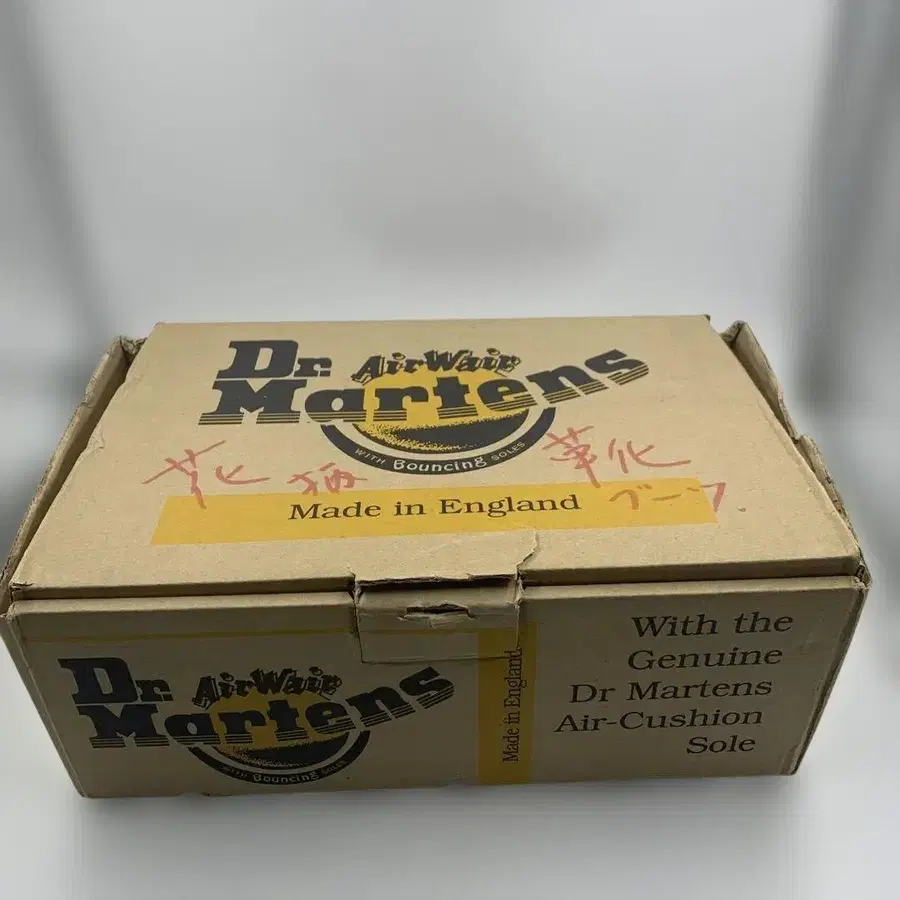 Dr. AirWair
Martens
WITH Bouncing SOLES
花柄 革靴
Made in England ブーツ
Dr. AirWair
Martens
WITH Bouncing SOLES
Made in England
With the
Genuine
Dr Martens
Air-Cushion
Sole